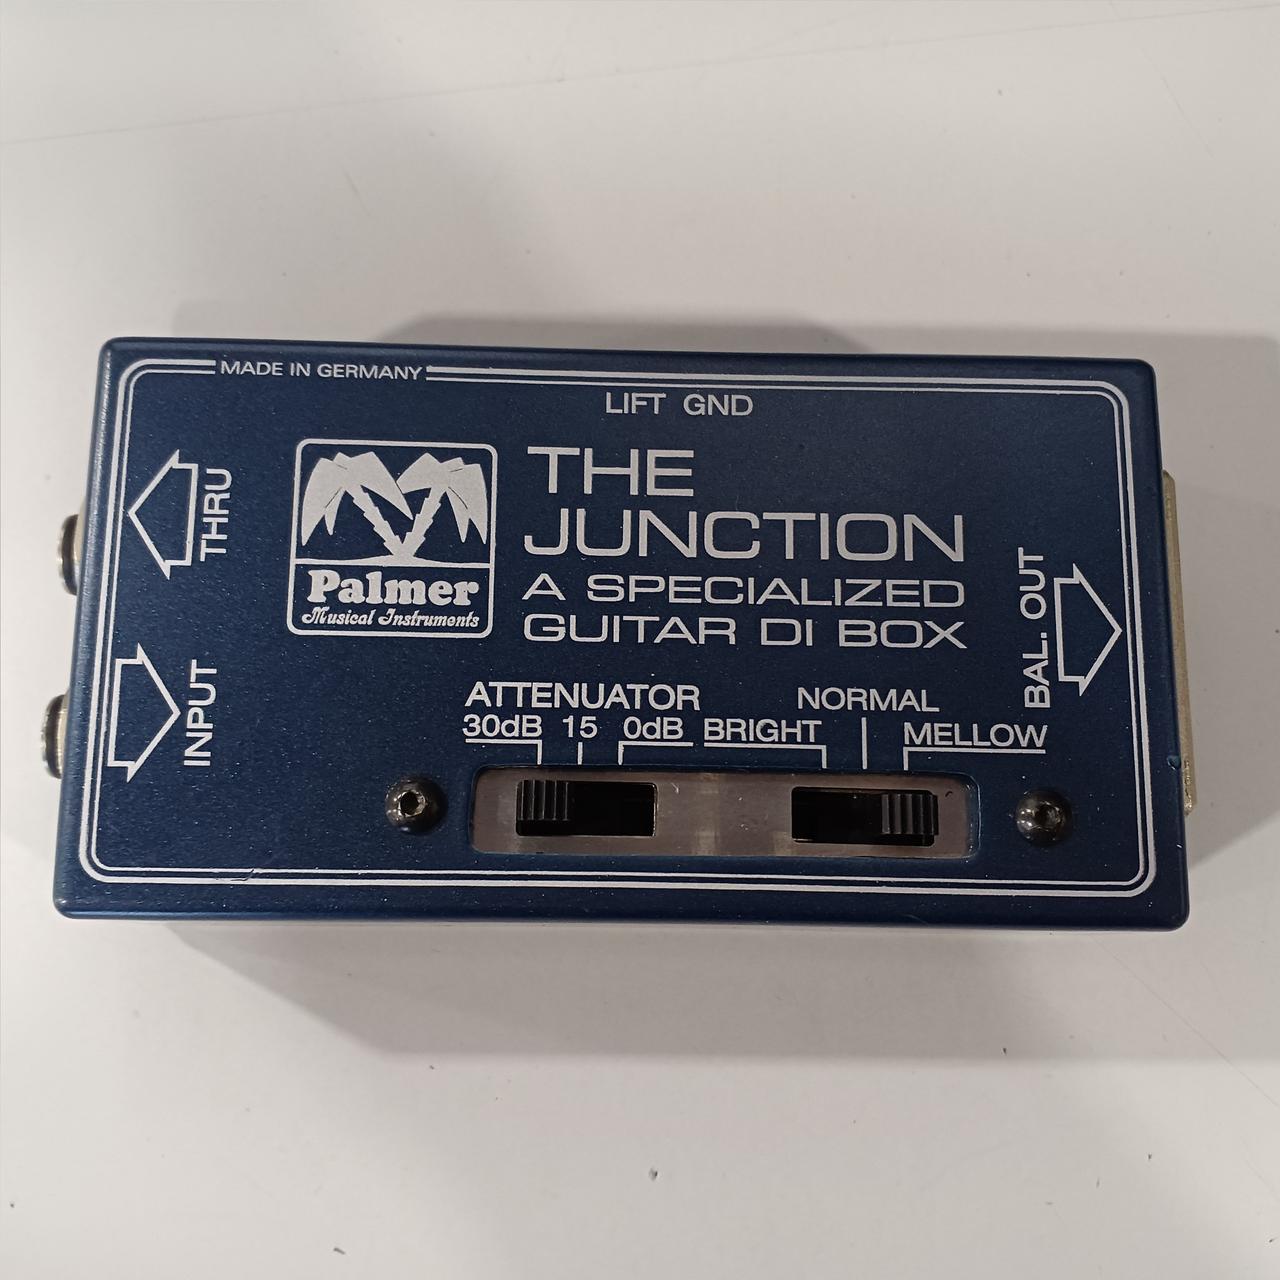 MADE IN GERMANY
LIFT GND
THE
JUNCTION
A SPECIALIZED
GUITAR DI BOX
Palmer
Musical Instruments
THRU
INPUT
BAL. OUT
ATTENUATOR
30dB 15 0dB
NORMAL
BRIGHT
MELLOW